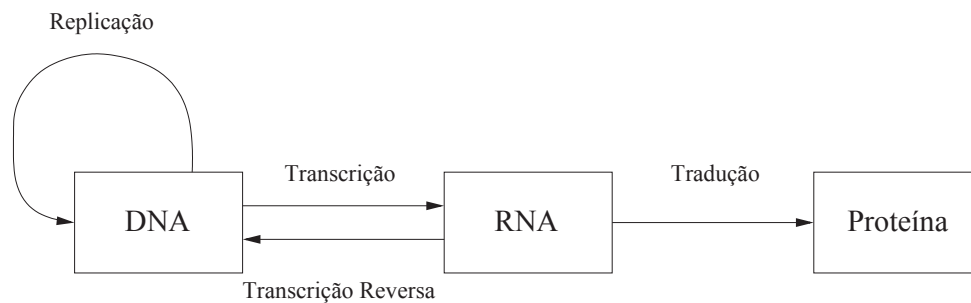 Replicação
Transcrição
Tradução
DNA
RNA
Proteína
Transcrição Reversa